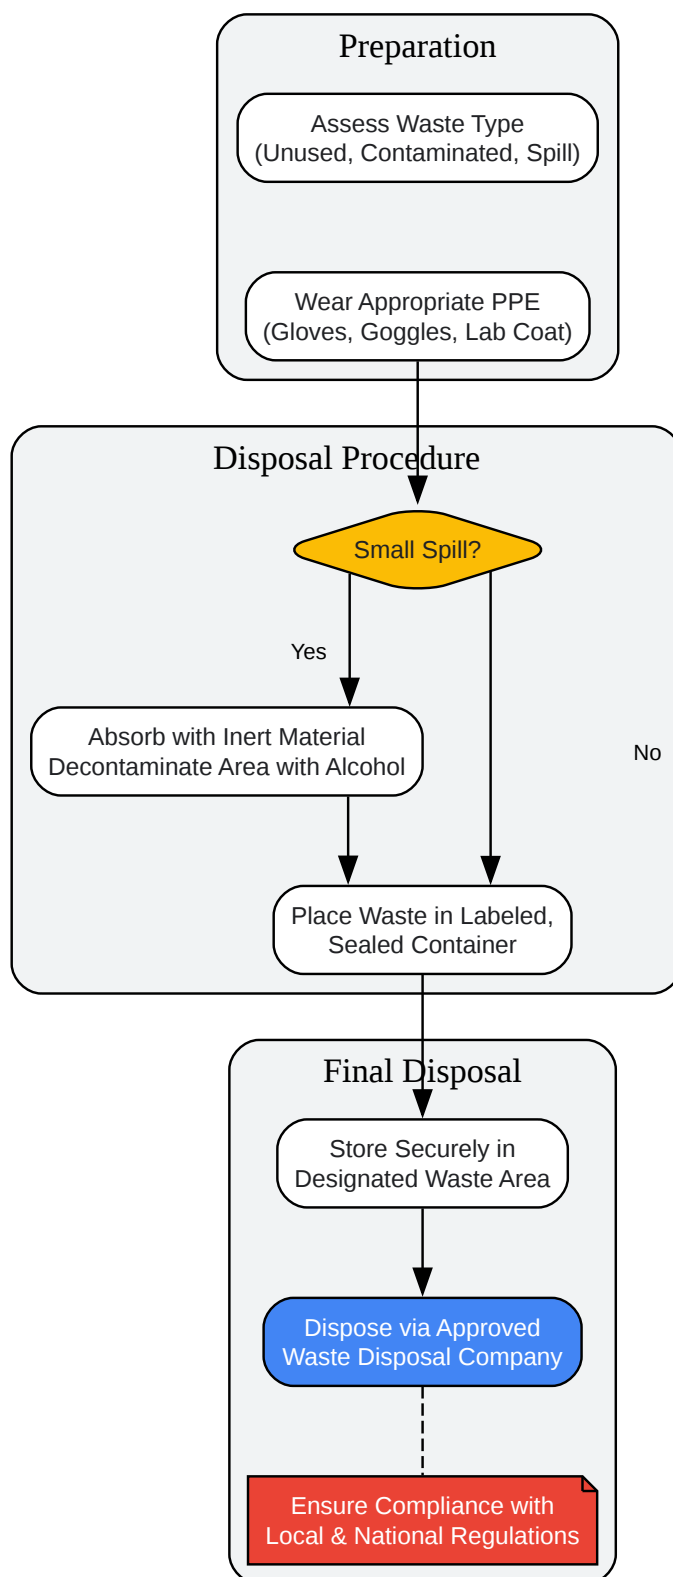 Preparation
Assess Waste Type
(Unused, Contaminated, Spill)
Wear Appropriate PPE
(Gloves, Goggles, Lab Coat)
Disposal Procedure
Small Spill?
Yes
Absorb with Inert Material
Decontaminate Area with Alcohol
No
Place Waste in Labeled,
Sealed Container
Final Disposal
Store Securely in
Designated Waste Area
Dispose via Approved
Waste Disposal Company
Ensure Compliance with
Local & National Regulations